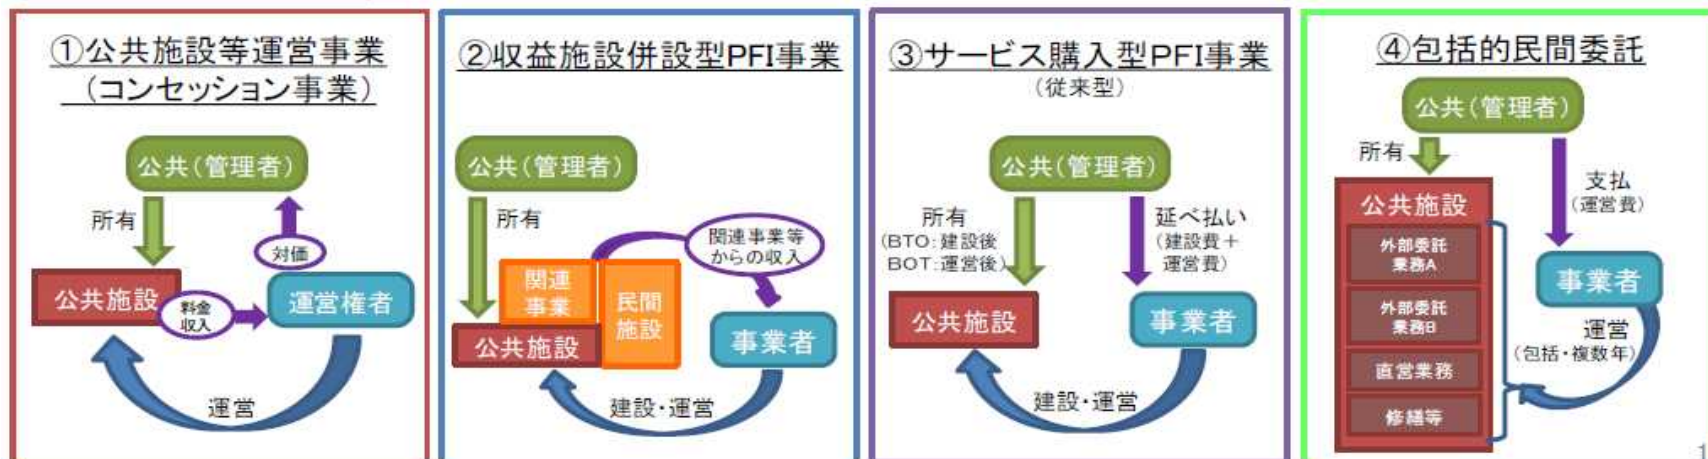 ①公共施設等運営事業
（コンセッション事業）
公共（管理者）
所有
対価
公共施設
料金
収入
運営権者
運営
②収益施設併設型PFI事業
公共（管理者）
所有
関連事業等
からの収入
関連
事業
民間
施設
公共施設
事業者
建設・運営
③サービス購入型PFI事業
（従来型）
公共（管理者）
所有
（BTO：建設後
BOT：運営後）
延べ払い
（建設費＋
運営費）
公共施設
事業者
建設・運営
④包括的民間委託
公共（管理者）
所有
支払
（運営費）
公共施設
外部委託
業務A
外部委託
業務B
直営業務
修繕等
事業者
運営
（包括・複数年）
1